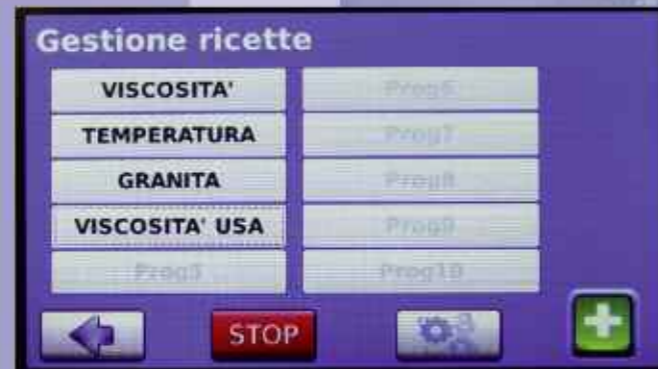 Gestione ricette
VISCOSITA' Prog6
TEMPERATURA Prog7
GRANITA Prog8
VISCOSITA' USA Prog9
Prog5 Prog10
STOP